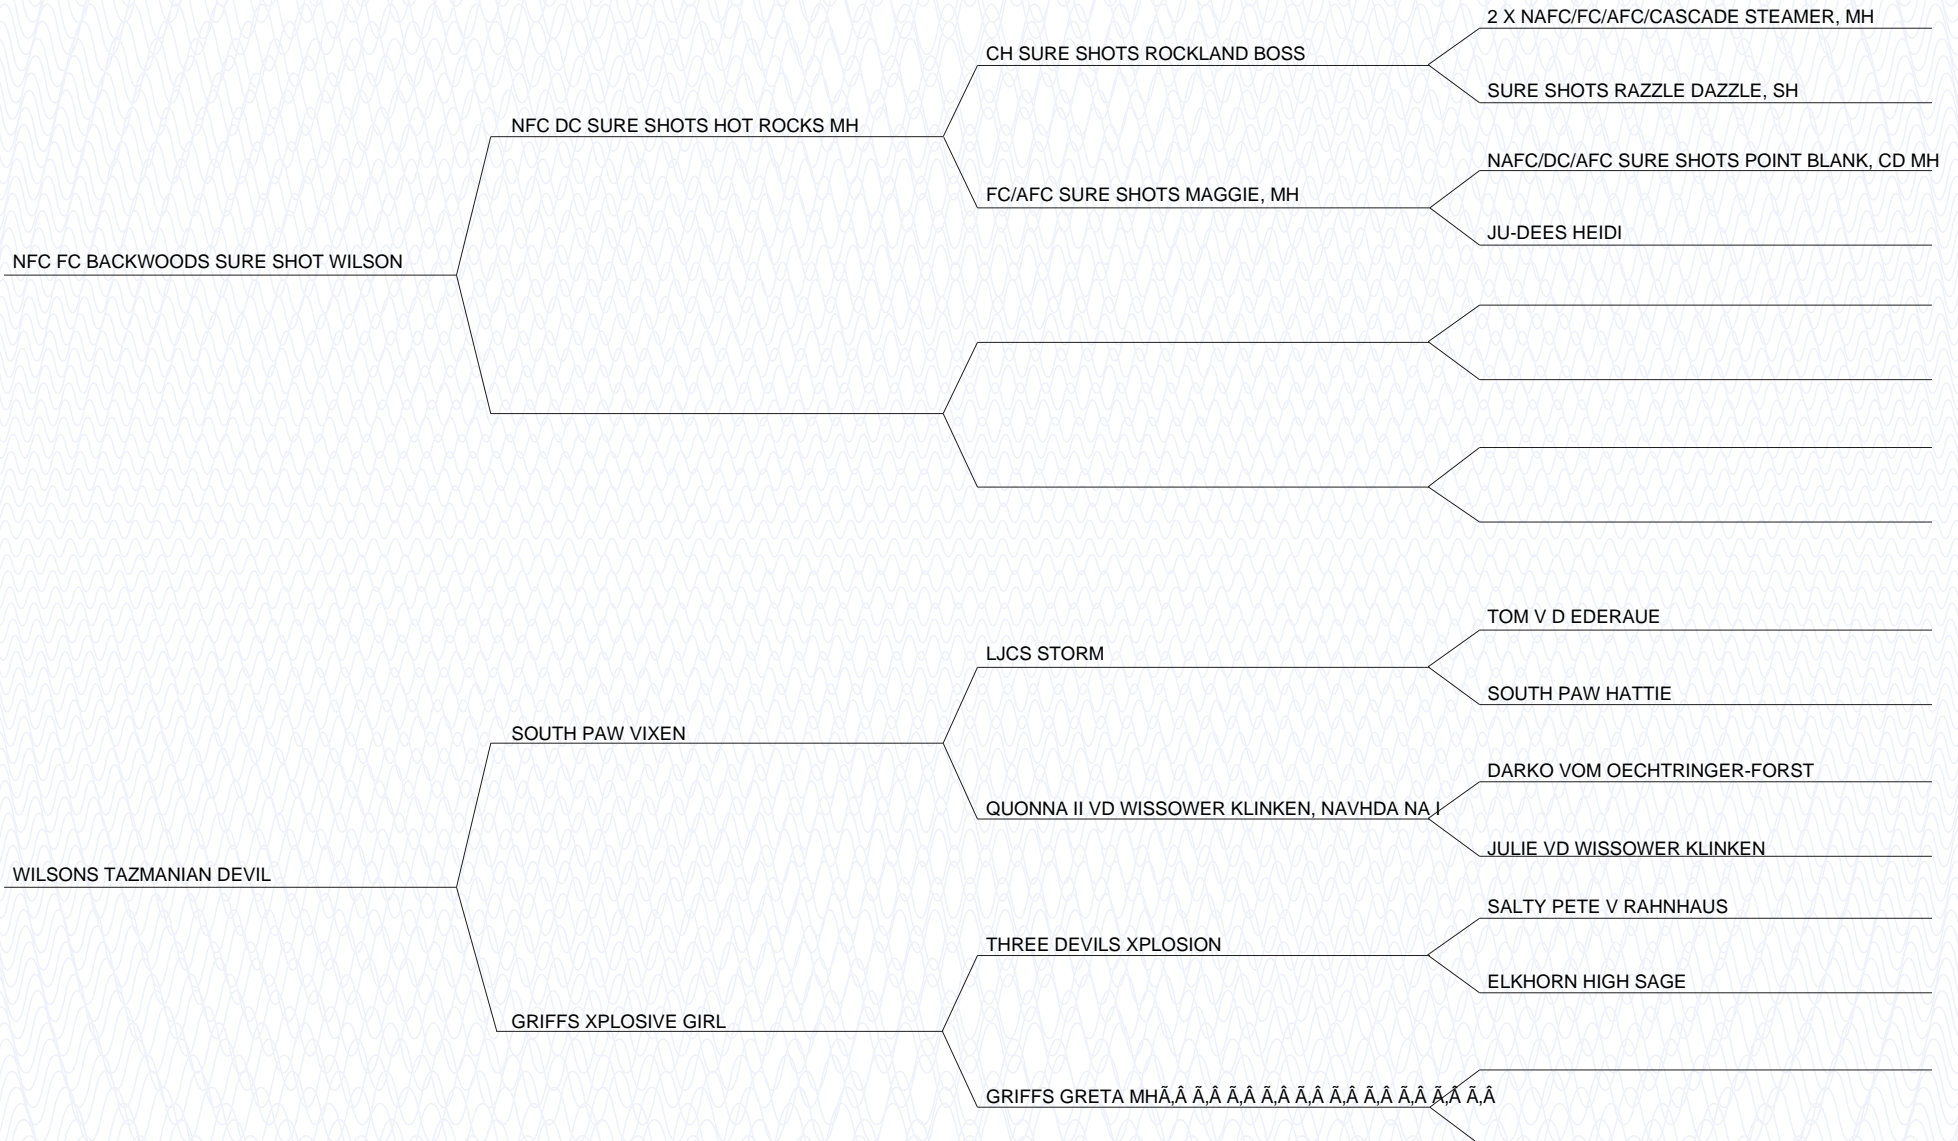 2 X NAFC/FC/AFC/CASCADE STEAMER, MH
CH SURE SHOTS ROCKLAND BOSS
SURE SHOTS RAZZLE DAZZLE, SH
NFC DC SURE SHOTS HOT ROCKS MH
NAFC/DC/AFC SURE SHOTS POINT BLANK, CD MH
FC/AFC SURE SHOTS MAGGIE, MH
JU-DEES HEIDI
NFC FC BACKWOODS SURE SHOT WILSON
TOM V D EDERAUE
LJCS STORM
SOUTH PAW HATTIE
SOUTH PAW VIXEN
DARKO VOM OECHTRINGER-FORST
QUONNA II VD WISSOWER KLINKEN, NAVHDA NA I
JULIE VD WISSOWER KLINKEN
WILSONS TAZMANIAN DEVIL
SALTY PETE V RAHNHAUS
THREE DEVILS XPLOSION
ELKHORN HIGH SAGE
GRIFFS XPLOSIVE GIRL
GRIFFS GRETA MHÃ,Â Ã,Â Ã,Â Ã,Â Ã,Â Ã,Â Ã,Â Ã,Â Ã,Â Ã,Â